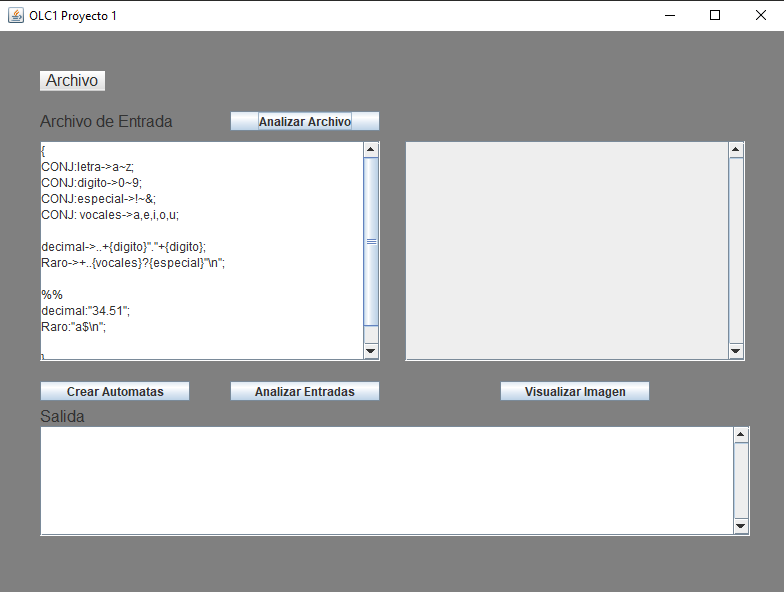 OLC1 Proyecto 1
Archivo
Archivo de Entrada
Analizar Archivo
{
CONJ:letra->a~z;
CONJ:digito->0~9;
CONJ:especial->!~&;
CONJ: vocales->a,e,i,o,u;
decimal->..+{digito}"."+{digito};
Raro->+..{vocales}?{especial}"\n";
%%
decimal:"34.51";
Raro:"a$\n";
}
Crear Automatas
Analizar Entradas
Visualizar Imagen
Salida